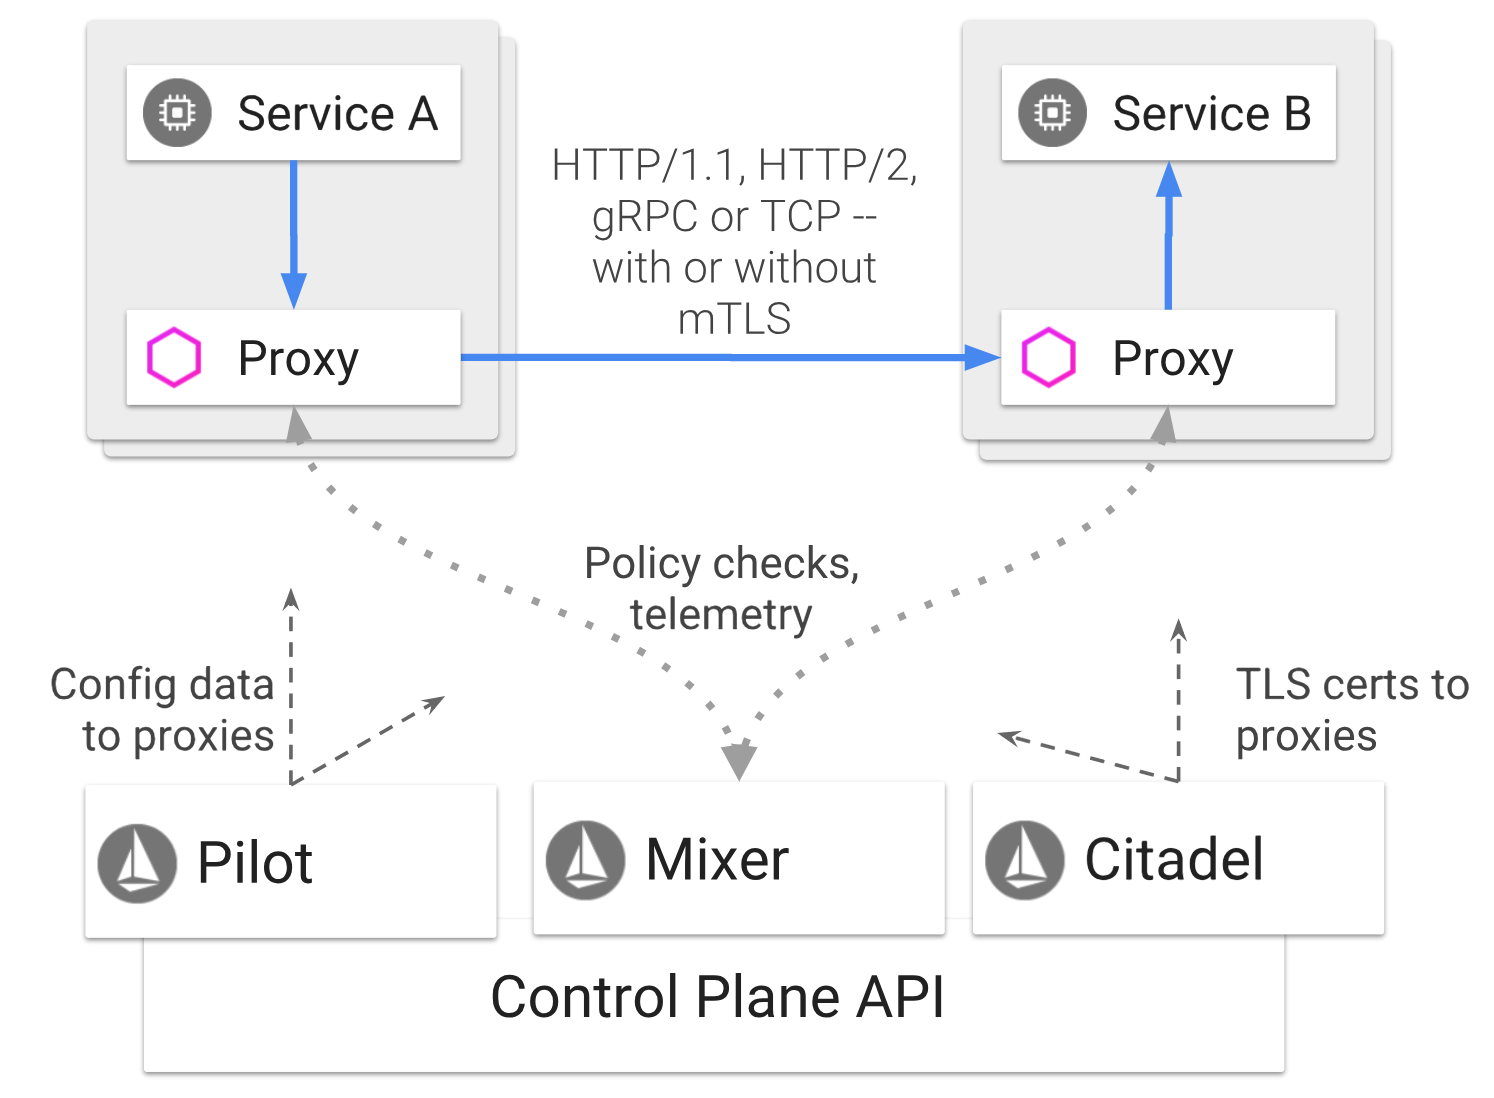 Service A
Service B
HTTP/1.1, HTTP/2,
gRPC or TCP --
with or without
mTLS
Proxy
Proxy
Policy checks,
telemetry
Config data
to proxies
TLS certs to
proxies
Pilot
Mixer
Citadel
Control Plane API